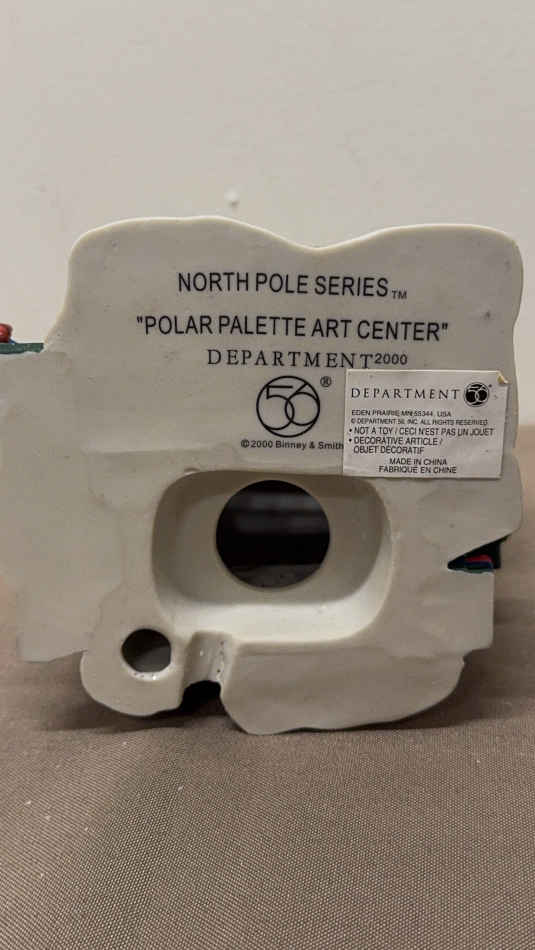 NORTH POLE SERIES™
"POLAR PALETTE ART CENTER"
DEPARTMENT 2000
56®
©2000 Binney & Smith
DEPARTMENT 56®
EDEN PRAIRIE, MN 55344, USA
© DEPARTMENT 56, INC. ALL RIGHTS RESERVED.
• NOT A TOY / CECI N'EST PAS UN JOUET
• DECORATIVE ARTICLE /
OBJET DÉCORATIF
MADE IN CHINA
FABRIQUÉ EN CHINE